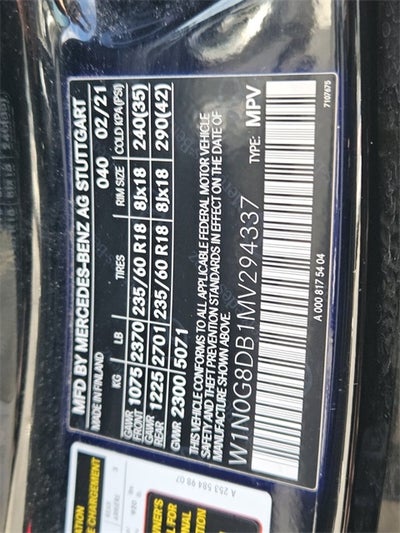 MFD BY MERCEDES-BENZ AG STUTTGART
MADE IN FINLAND 040 02/21
KG LB TIRES RIM SIZE COLD KPA(PSI)
GAWR FRONT 1075 2370 235/60 R18 8Jx18 240(35)
GAWR REAR 1225 2701 235/60 R18 8Jx18 290(42)
GVWR 2300 5071
THIS VEHICLE CONFORMS TO ALL APPLICABLE FEDERAL MOTOR VEHICLE
SAFETY AND THEFT PREVENTION STANDARDS IN EFFECT ON THE DATE OF
MANUFACTURE SHOWN ABOVE.
W1N0G8DB1MV294337 TYPE: MPV
A 000 817 54 04
7107675
A 253 584 98 07